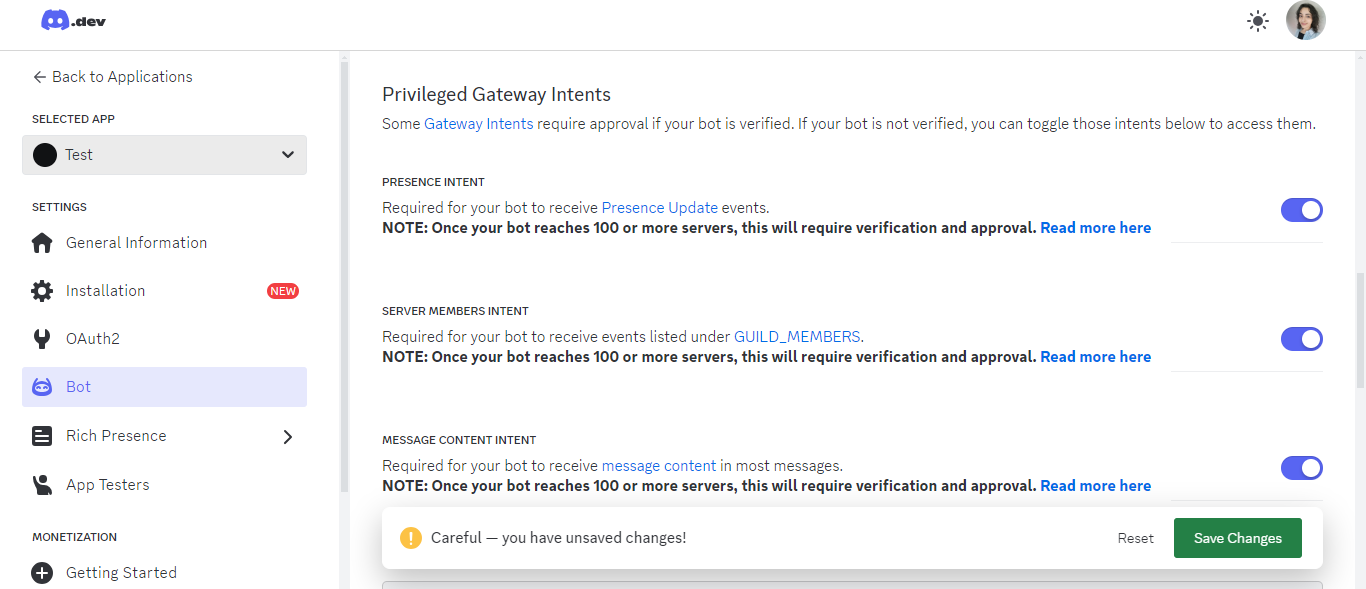 .dev
Back to Applications
SELECTED APP
Test
SETTINGS
General Information
Installation NEW
OAuth2
Bot
Rich Presence
App Testers
MONETIZATION
Getting Started
Privileged Gateway Intents
Some Gateway Intents require approval if your bot is verified. If your bot is not verified, you can toggle those intents below to access them.
PRESENCE INTENT
Required for your bot to receive Presence Update events.
NOTE: Once your bot reaches 100 or more servers, this will require verification and approval. Read more here
SERVER MEMBERS INTENT
Required for your bot to receive events listed under GUILD_MEMBERS.
NOTE: Once your bot reaches 100 or more servers, this will require verification and approval. Read more here
MESSAGE CONTENT INTENT
Required for your bot to receive message content in most messages.
NOTE: Once your bot reaches 100 or more servers, this will require verification and approval. Read more here
Careful — you have unsaved changes! Reset Save Changes